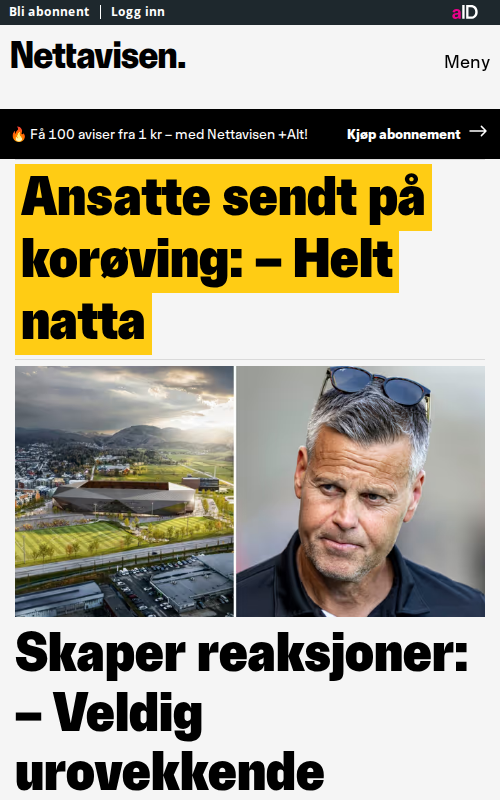 Bli abonnent | Logg inn
aID
Nettavisen.
Meny
🔥 Få 100 aviser fra 1 kr – med Nettavisen +Alt!
Kjøp abonnement →
Ansatte sendt på
korøving: – Helt
natta
Skaper reaksjoner:
– Veldig
urovekkende